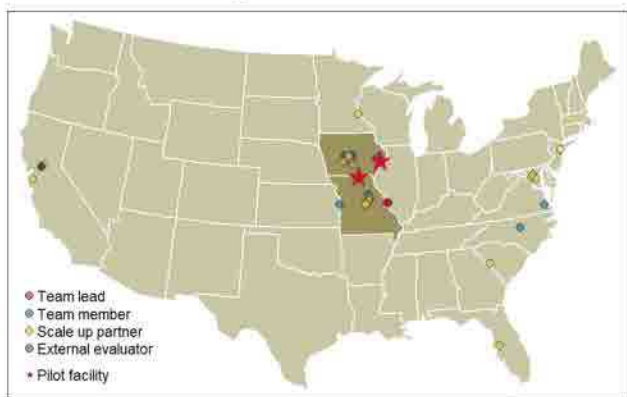 Team lead
Team member
Scale up partner
External evaluator
Pilot facility